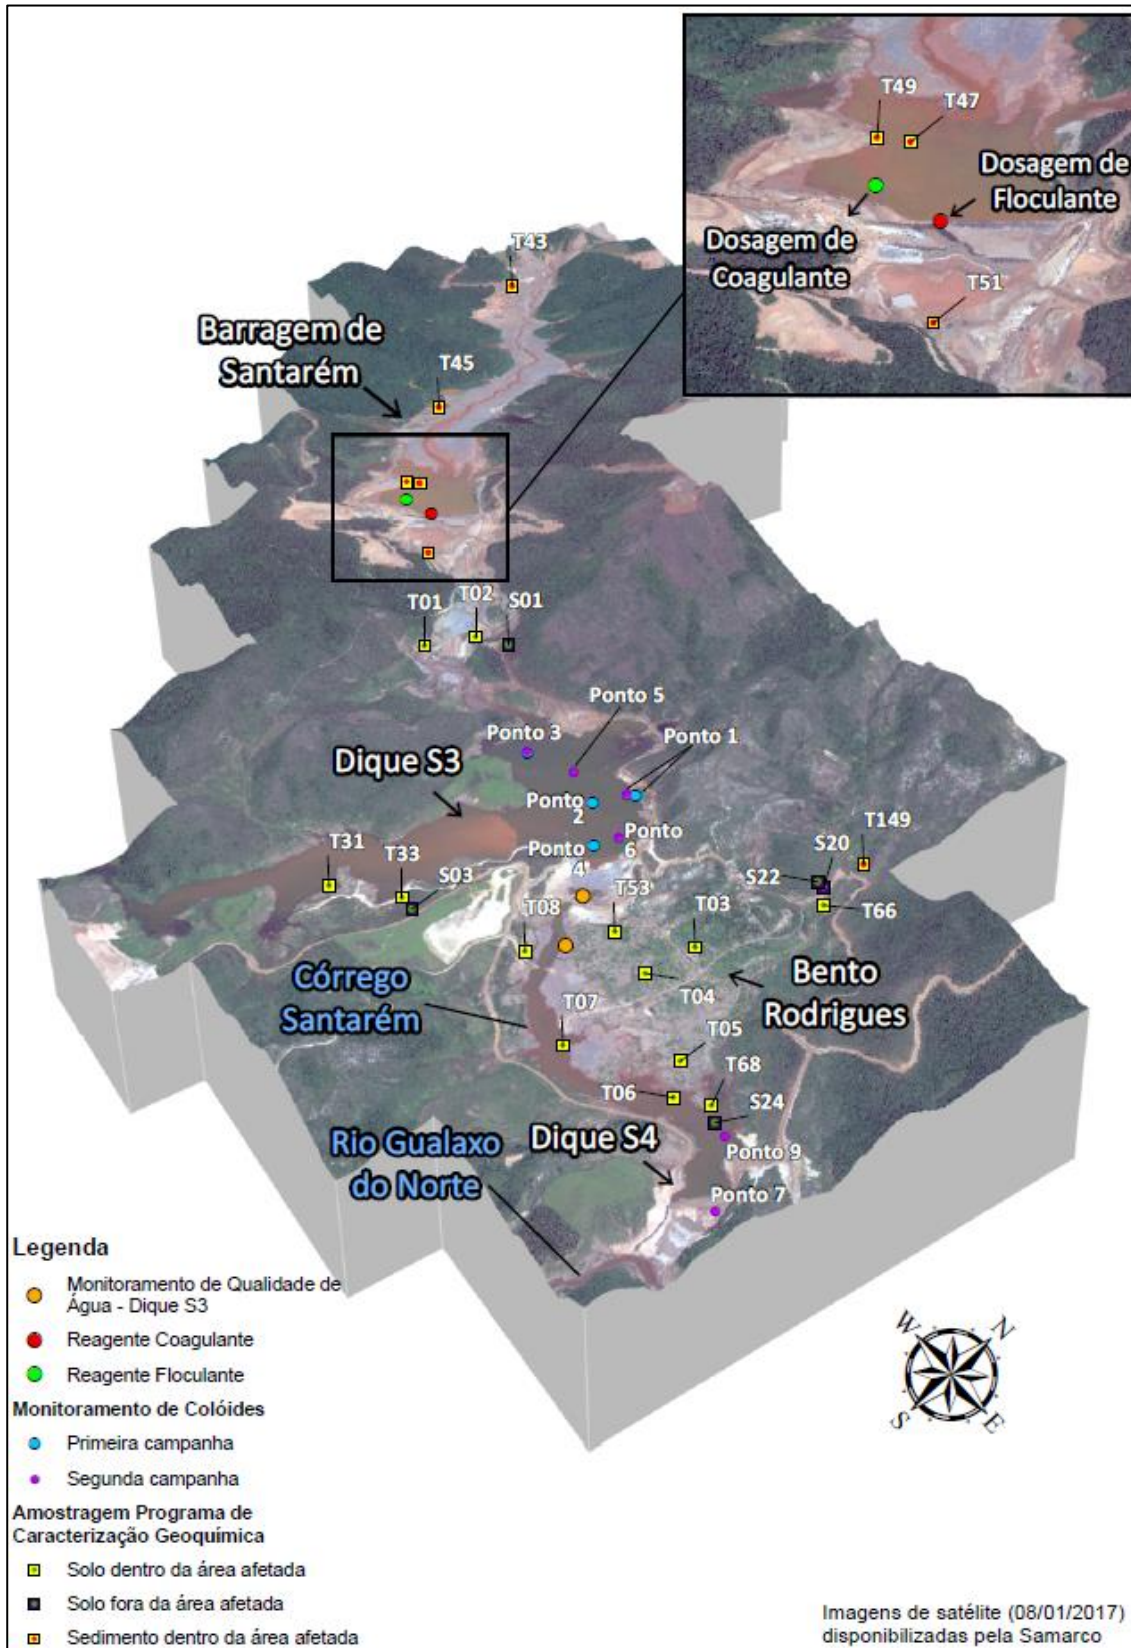 T49
T47
Dosagem de
Floculante
Dosagem de
Coagulante
T51
T43
Barragem de
Santarém
T45
T01
T02
S01
Ponto 5
Ponto 3
Ponto 1
Dique S3
Ponto
2
Ponto
6
Ponto
4
T31
T33
S03
T149
S20
S22
T66
T53
T08
T03
Córrego
Santarém
T04
Bento
Rodrigues
T07
T05
T68
T06
S24
Rio Gualaxo
do Norte
Dique S4
Ponto 9
Ponto 7
Legenda
Monitoramento de Qualidade de
Água - Dique S3
Reagente Coagulante
Reagente Floculante
Monitoramento de Colóides
Primeira campanha
Segunda campanha
Amostragem Programa de
Caracterização Geoquímica
Solo dentro da área afetada
Solo fora da área afetada
Sedimento dentro da área afetada
W
N
S
E
Imagens de satélite (08/01/2017)
disponibilizadas pela Samarco